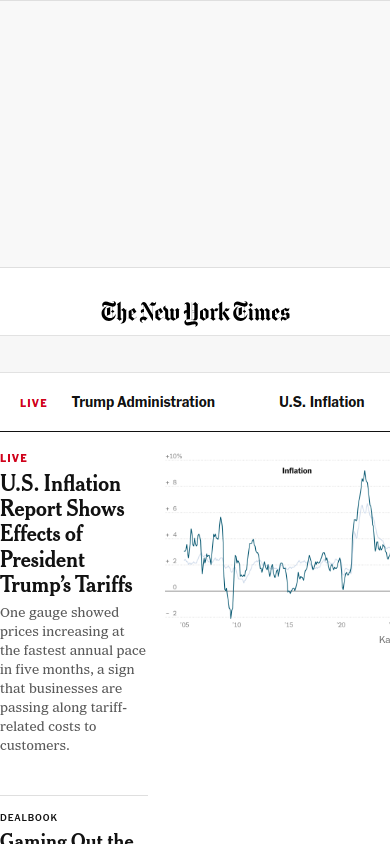 The New York Times
LIVE Trump Administration U.S. Inflation
LIVE
U.S. Inflation
Report Shows
Effects of
President
Trump’s Tariffs
One gauge showed
prices increasing at
the fastest annual pace
in five months, a sign
that businesses are
passing along tariff-
related costs to
customers.
+10%
Inflation
+ 8
+ 6
+ 4
+ 2
0
– 2
’05 ’10 ’15 ’20
Ka
DEALBOOK
Gaming Out the